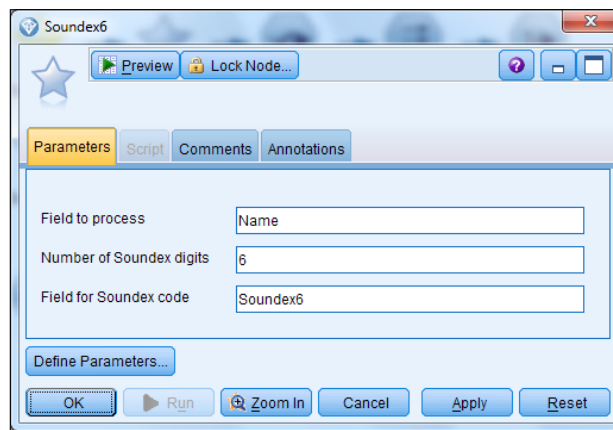 Soundex6
Preview Lock Node...
Parameters Script Comments Annotations
Field to process Name
Number of Soundex digits 6
Field for Soundex code Soundex6
Define Parameters...
OK Run Zoom In Cancel Apply Reset